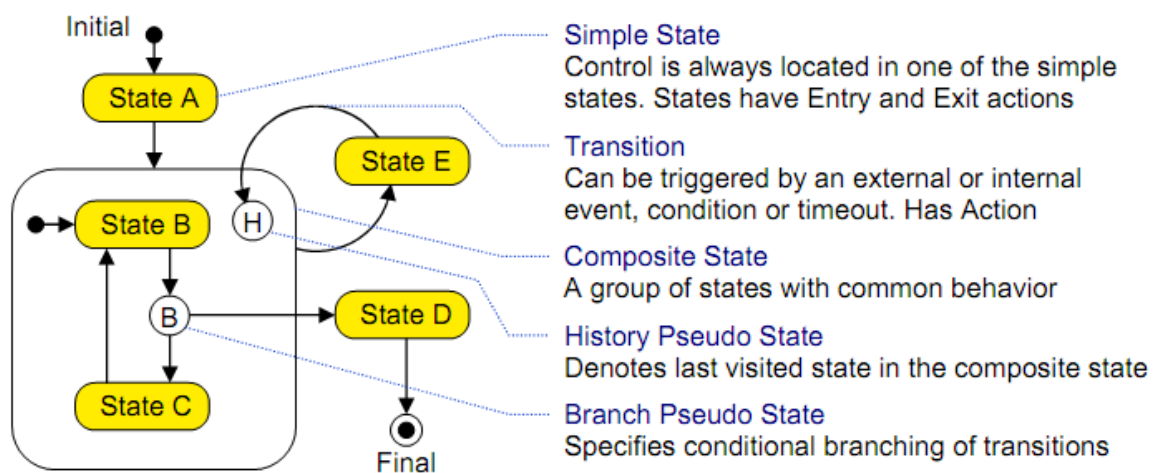 Initial
State A
State E
State B
H
B
State D
State C
Final
Simple State
Control is always located in one of the simple
states. States have Entry and Exit actions
Transition
Can be triggered by an external or internal
event, condition or timeout. Has Action
Composite State
A group of states with common behavior
History Pseudo State
Denotes last visited state in the composite state
Branch Pseudo State
Specifies conditional branching of transitions